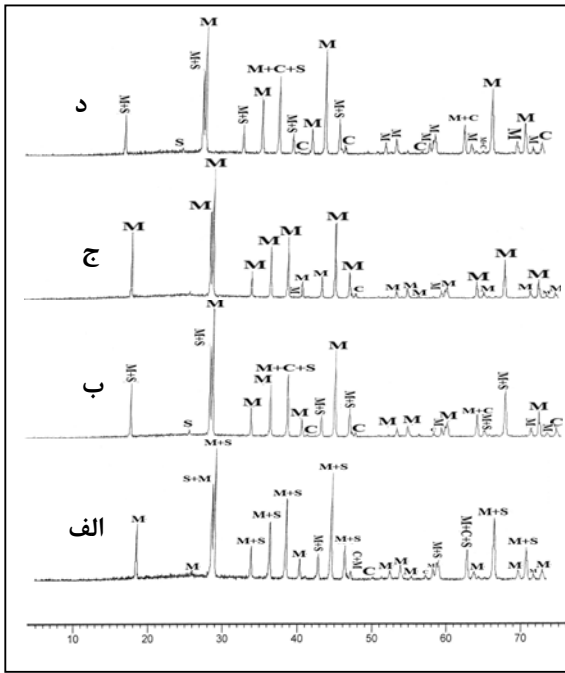 د
M+S S M+S M M+S M M+C+S M+S C M M M+S C M M C M M M+C M M+C M M M M C
ج
M M M M M M M M M M M C M M M M M M M M M M M
ب
M+S S M+S M M M M+C+S M C M+S M M+S C M M M M M+C M+S M+S M M M C
الف
M M S+M M+S M+S M+S M+S M M+S M+S M+S C+M C M M M C M M+S M+C+S M M+S M M+S M M
10 20 30 40 50 60 70